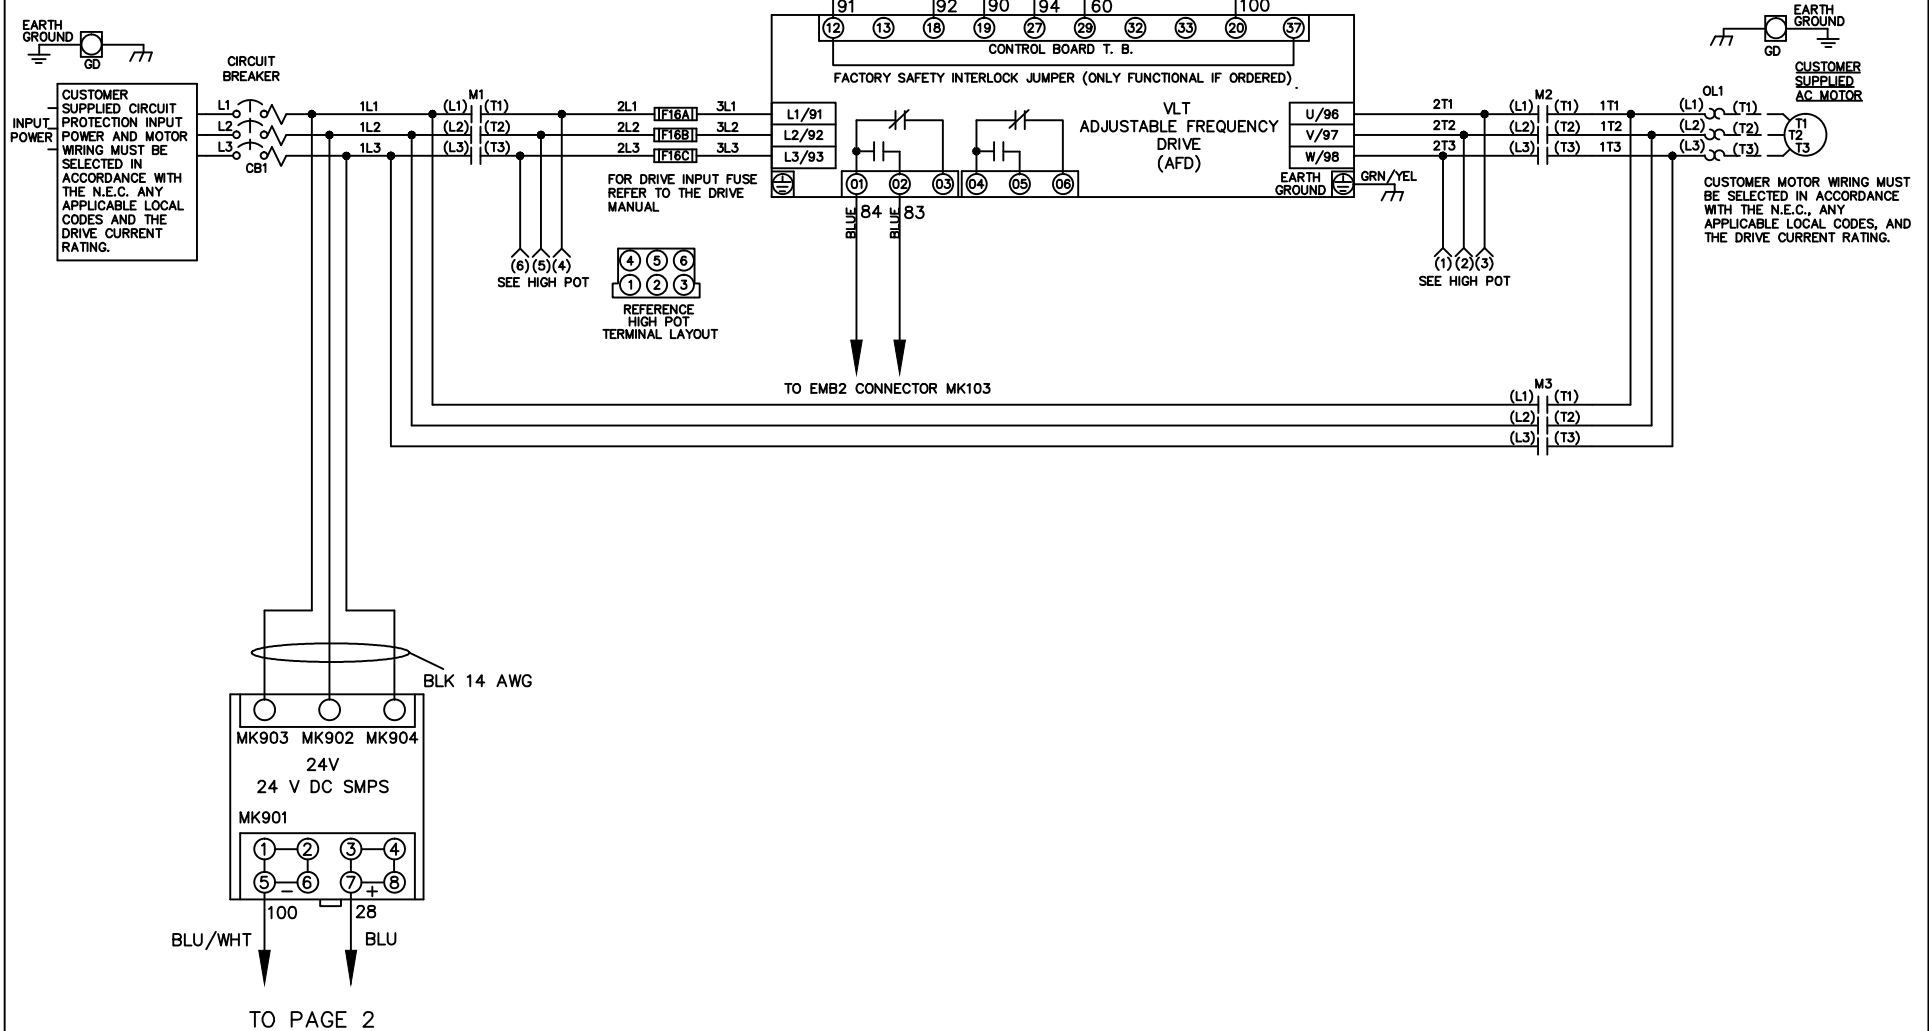 91 92 90 94 60 100
12 13 18 19 27 29 32 33 20 37
CONTROL BOARD T. B.
FACTORY SAFETY INTERLOCK JUMPER (ONLY FUNCTIONAL IF ORDERED)
EARTH
GROUND
GD
EARTH
GROUND
GD
CIRCUIT
BREAKER
L1
L2
L3
CB1
INPUT
POWER
CUSTOMER
SUPPLIED CIRCUIT
PROTECTION INPUT
POWER AND MOTOR
WIRING MUST BE
SELECTED IN
ACCORDANCE WITH
THE N.E.C. ANY
APPLICABLE LOCAL
CODES AND THE
DRIVE CURRENT
RATING.
M1
1L1 (L1) (T1) 2L1 F16A 3L1 L1/91
1L2 (L2) (T2) 2L2 F16B 3L2 L2/92
1L3 (L3) (T3) 2L3 F16C 3L3 L3/93
FOR DRIVE INPUT FUSE
REFER TO THE DRIVE
MANUAL
(6) (5) (4)
SEE HIGH POT
4 5 6
1 2 3
REFERENCE
HIGH POT
TERMINAL LAYOUT
VLT
ADJUSTABLE FREQUENCY
DRIVE
(AFD)
01 02 03 04 05 06
BLUE 84 BLUE 83
TO EMB2 CONNECTOR MK103
EARTH
GROUND
GRN/YEL
M2 OL1
U/96 2T1 (L1) (T1) 1T1 (L1) (T1) T1
V/97 2T2 (L2) (T2) 1T2 (L2) (T2) T2
W/98 2T3 (L3) (T3) 1T3 (L3) (T3) T3
CUSTOMER
SUPPLIED
AC MOTOR
CUSTOMER MOTOR WIRING MUST
BE SELECTED IN ACCORDANCE
WITH THE N.E.C., ANY
APPLICABLE LOCAL CODES, AND
THE DRIVE CURRENT RATING.
(1) (2) (3)
SEE HIGH POT
M3
(L1) (T1)
(L2) (T2)
(L3) (T3)
BLK 14 AWG
MK903 MK902 MK904
24V
24 V DC SMPS
MK901
1 2 3 4
5 − 6 7 + 8
100 28
BLU/WHT BLU
TO PAGE 2